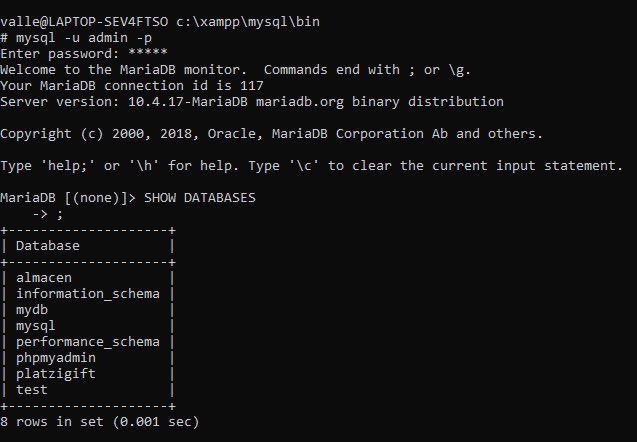 valle@LAPTOP-SEV4FTSO c:\xampp\mysql\bin
# mysql -u admin -p
Enter password: *****
Welcome to the MariaDB monitor.  Commands end with ; or \g.
Your MariaDB connection id is 117
Server version: 10.4.17-MariaDB mariadb.org binary distribution

Copyright (c) 2000, 2018, Oracle, MariaDB Corporation Ab and others.

Type 'help;' or '\h' for help. Type '\c' to clear the current input statement.

MariaDB [(none)]> SHOW DATABASES
    -> ;
+--------------------+
| Database           |
+--------------------+
| almacen            |
| information_schema |
| mydb               |
| mysql              |
| performance_schema |
| phpmyadmin         |
| platzigift         |
| test               |
+--------------------+
8 rows in set (0.001 sec)